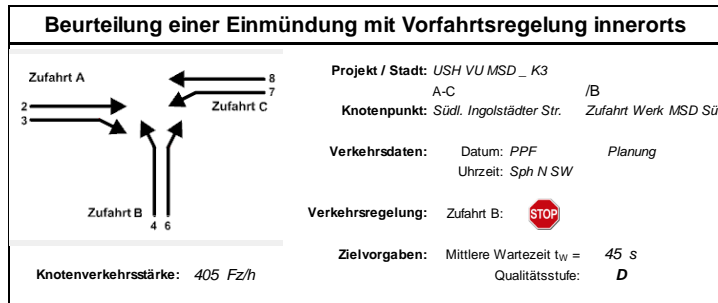 Beurteilung einer Einmündung mit Vorfahrtsregelung innerorts
Zufahrt A
8
7
Zufahrt C
2
3
Zufahrt B
4 6
Knotenverkehrsstärke: 405 Fz/h
Projekt / Stadt: USH VU MSD _ K3
A-C /B
Knotenpunkt: Südl. Ingolstädter Str. Zufahrt Werk MSD Sü
Verkehrsdaten: Datum: PPF Planung
Uhrzeit: Sph N SW
Verkehrsregelung: Zufahrt B: STOP
Zielvorgaben: Mittlere Wartezeit tW = 45 s
Qualitätsstufe: D